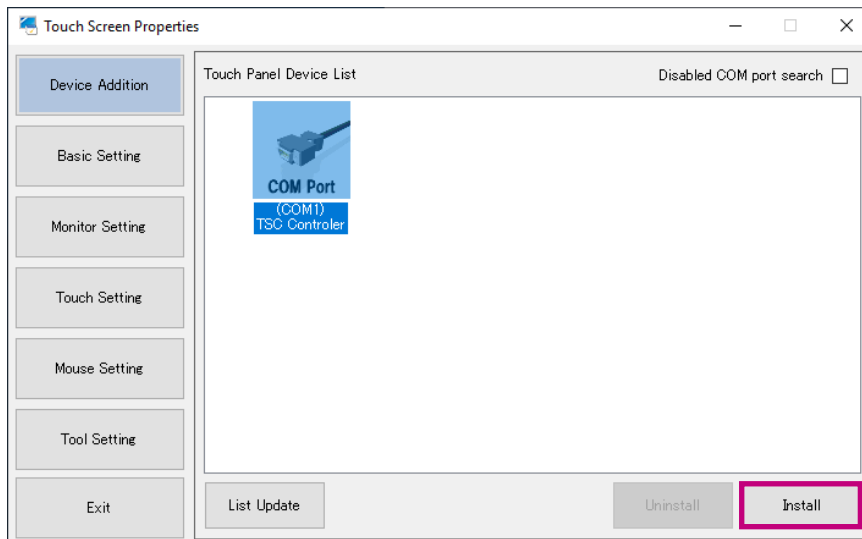 Touch Screen Properties
Device Addition
Basic Setting
Monitor Setting
Touch Setting
Mouse Setting
Tool Setting
Exit
Touch Panel Device List
Disabled COM port search
COM Port
(COM1)
TSC Controler
List Update
Uninstall
Install